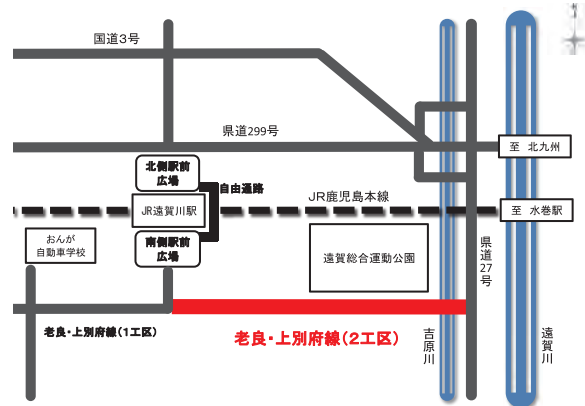 国道3号
県道299号
至 北九州
北側駅前
広場
自由通路
JR鹿児島本線
JR遠賀川駅
至 水巻駅
おんが
自動車学校
南側駅前
広場
遠賀総合運動公園
県道27号
老良・上別府線(1工区)
老良・上別府線(2工区)
吉原川
遠賀川